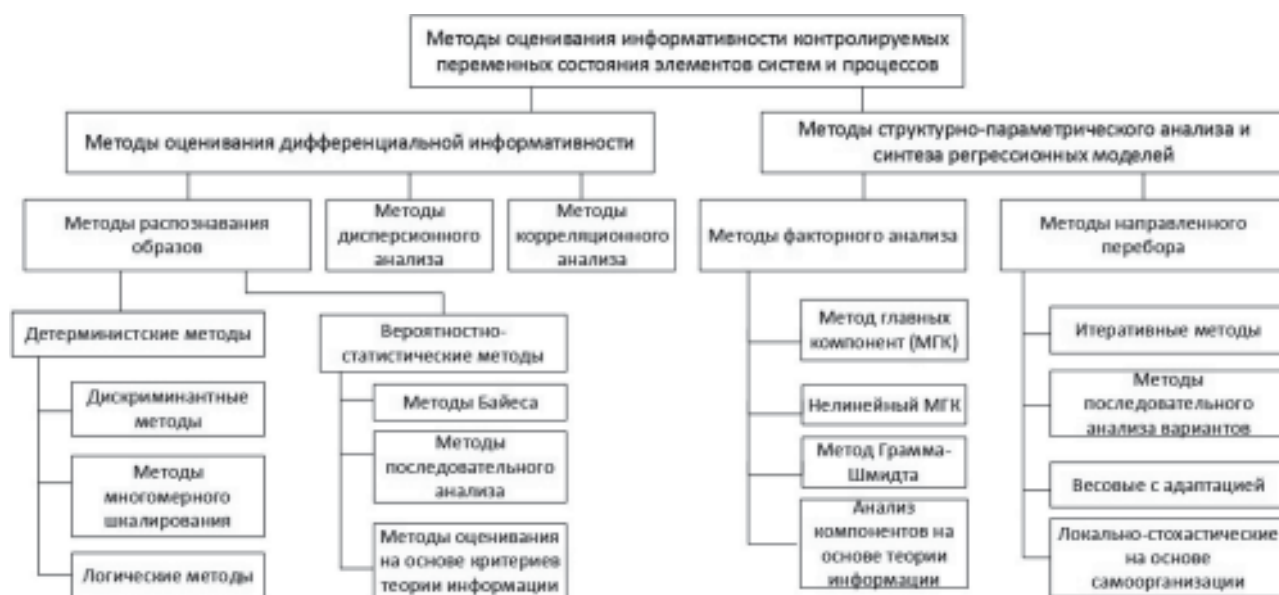 Методы оценивания информативности контролируемых
переменных состояния элементов систем и процессов
Методы оценивания дифференциальной информативности
Методы структурно-параметрического анализа и
синтеза регрессионных моделей
Методы распознавания
образов
Методы
дисперсионного
анализа
Методы
корреляционного
анализа
Методы факторного анализа
Методы направленного
перебора
Детерминистские методы
Дискриминантные
методы
Методы
многомерного
шкалирования
Логические методы
Вероятностно-
статистические методы
Методы Байеса
Методы
последовательного
анализа
Методы оценивания
на основе критериев
теории информации
Метод главных
компонент (МГК)
Нелинейный МГК
Метод Грамма-
Шмидта
Анализ
компонентов на
основе теории
информации
Итеративные методы
Методы
последовательного
анализа вариантов
Весовые с адаптацией
Локально-стохастические
на основе
самоорганизации